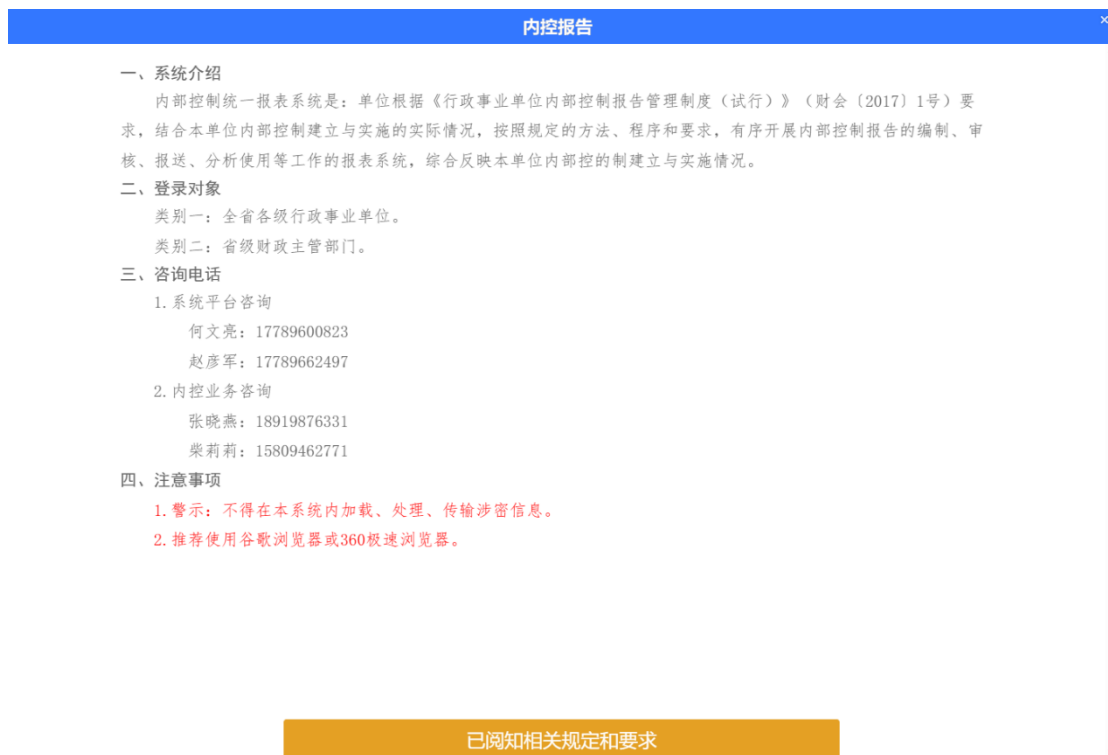 内控报告
×
一、系统介绍
内部控制统一报表系统是：单位根据《行政事业单位内部控制报告管理制度（试行）》（财会〔2017〕1号）要
求，结合本单位内部控制建立与实施的实际情况，按照规定的方法、程序和要求，有序开展内部控制报告的编制、审
核、报送、分析使用等工作的报表系统，综合反映本单位内部控的制建立与实施情况。
二、登录对象
类别一：全省各级行政事业单位。
类别二：省级财政主管部门。
三、咨询电话
1.系统平台咨询
何文亮：17789600823
赵彦军：17789662497
2.内控业务咨询
张晓燕：18919876331
柴莉莉：15809462771
四、注意事项
1.警示：不得在本系统内加载、处理、传输涉密信息。
2.推荐使用谷歌浏览器或360极速浏览器。
已阅知相关规定和要求